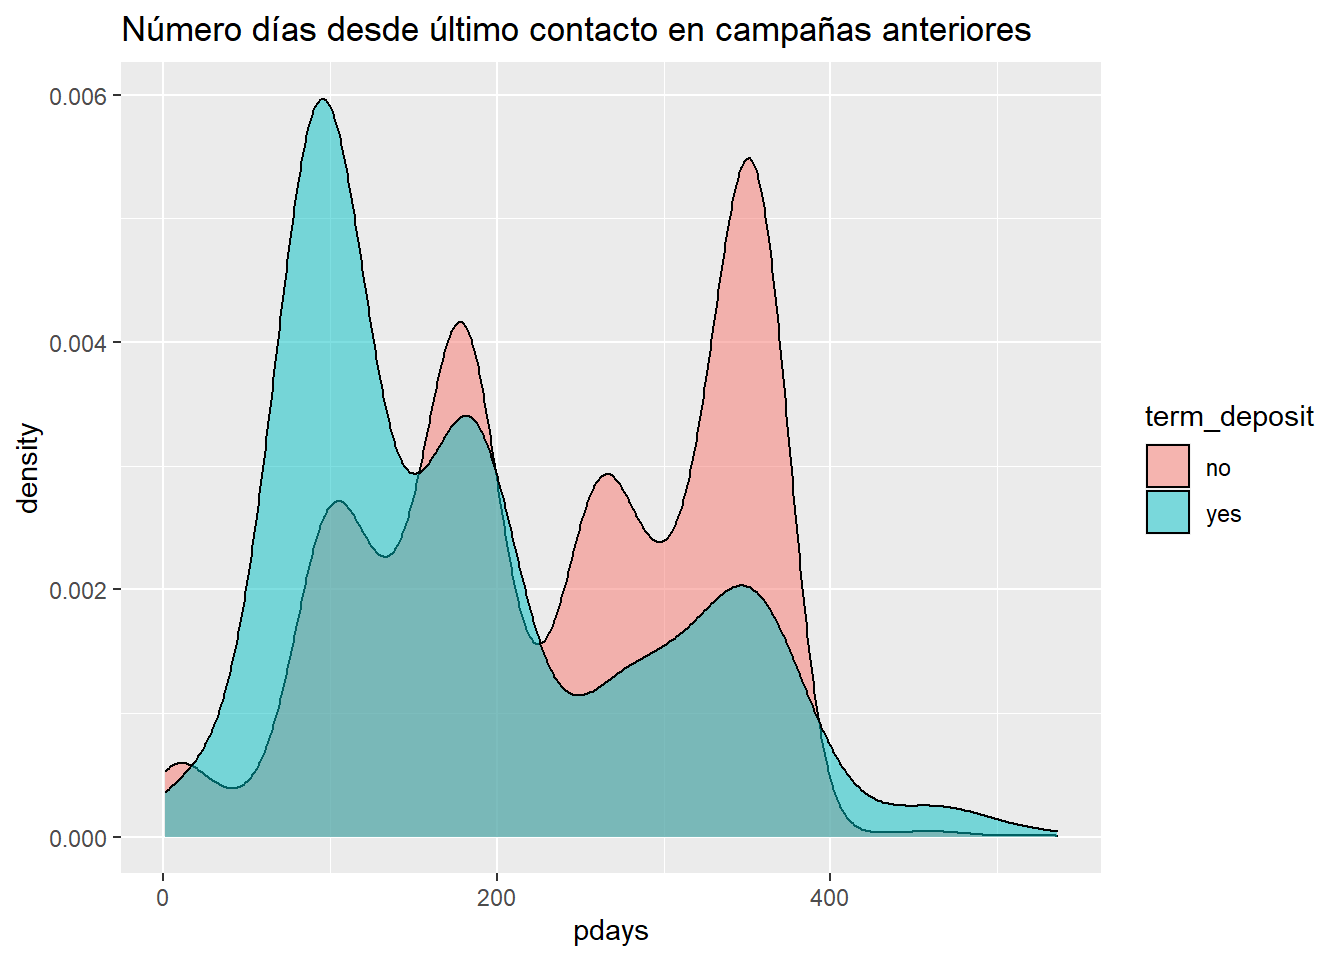 Número días desde último contacto en campañas anteriores
0.006
0.004
0.002
0.000
density
0
200
400
pdays
term_deposit
no
yes